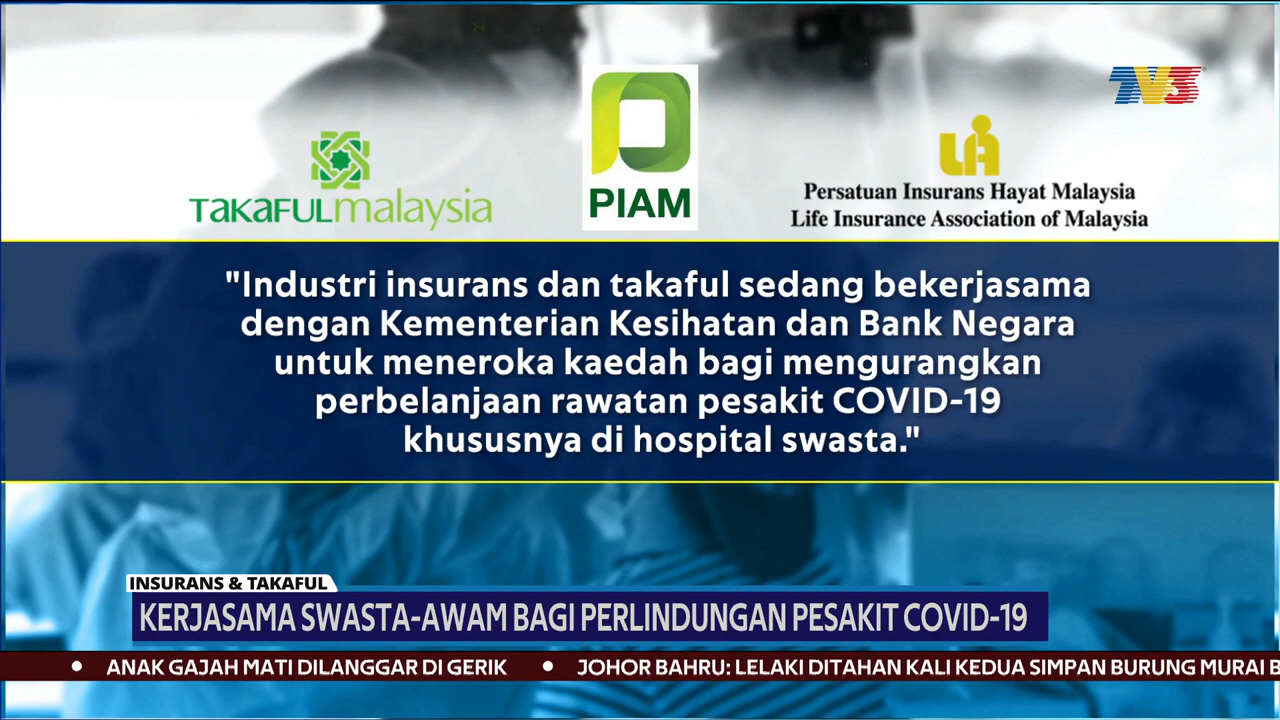 TV3
TAKAFULmalaysia
PIAM
LIA
Persatuan Insurans Hayat Malaysia
Life Insurance Association of Malaysia
"Industri insurans dan takaful sedang bekerjasama
dengan Kementerian Kesihatan dan Bank Negara
untuk meneroka kaedah bagi mengurangkan
perbelanjaan rawatan pesakit COVID-19
khususnya di hospital swasta."
INSURANS & TAKAFUL
KERJASAMA SWASTA-AWAM BAGI PERLINDUNGAN PESAKIT COVID-19
• ANAK GAJAH MATI DILANGGAR DI GERIK • JOHOR BAHRU: LELAKI DITAHAN KALI KEDUA SIMPAN BURUNG MURAI B